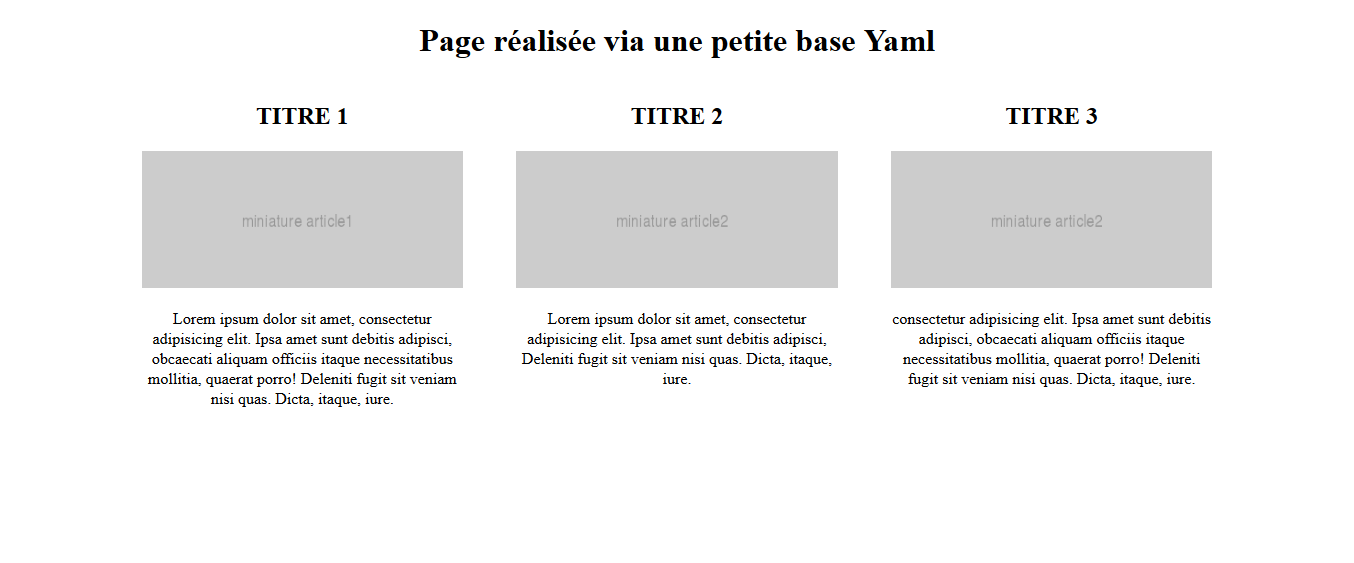 Page réalisée via une petite base Yaml
TITRE 1
miniature article1
Lorem ipsum dolor sit amet, consectetur
adipisicing elit. Ipsa amet sunt debitis adipisci,
obcaecati aliquam officiis itaque necessitatibus
mollitia, quaerat porro! Deleniti fugit sit veniam
nisi quas. Dicta, itaque, iure.
TITRE 2
miniature article2
Lorem ipsum dolor sit amet, consectetur
adipisicing elit. Ipsa amet sunt debitis adipisci,
Deleniti fugit sit veniam nisi quas. Dicta, itaque,
iure.
TITRE 3
miniature article2
consectetur adipisicing elit. Ipsa amet sunt debitis
adipisci, obcaecati aliquam officiis itaque
necessitatibus mollitia, quaerat porro! Deleniti
fugit sit veniam nisi quas. Dicta, itaque, iure.